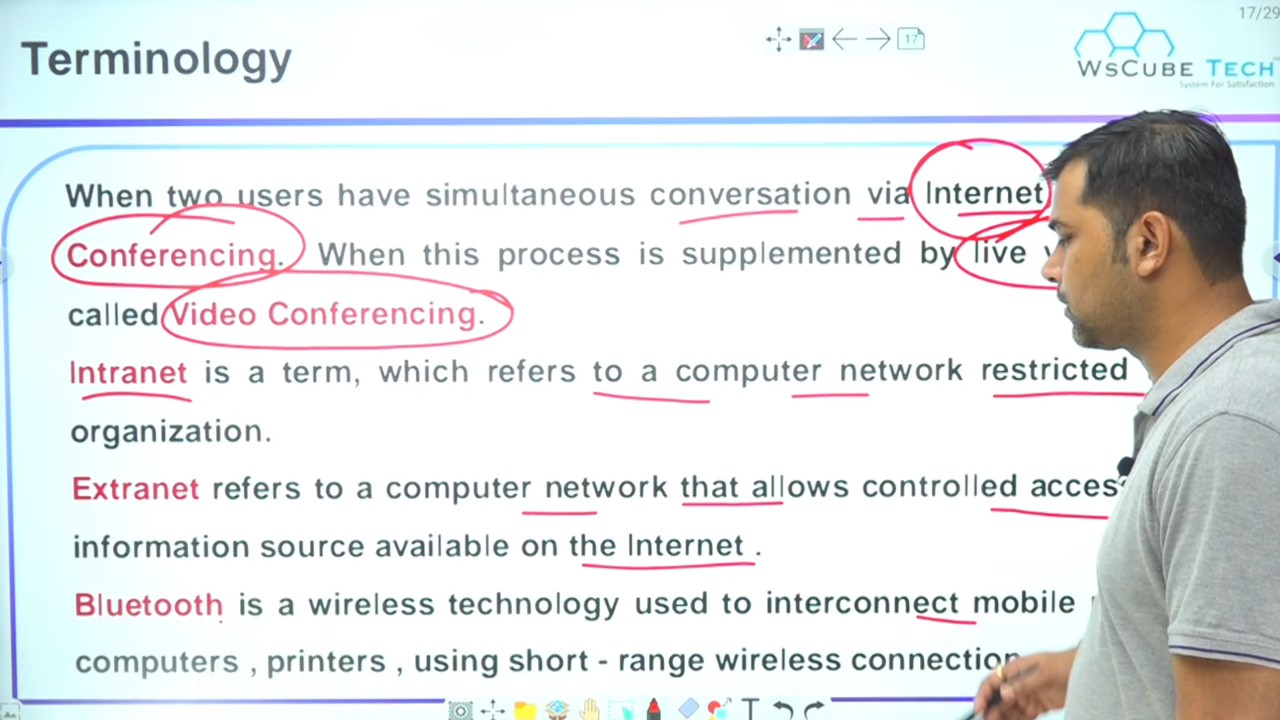 17/29
Terminology
17
WsCube Tech
System For Satisfaction
When two users have simultaneous conversation via Internet
Conferencing. When this process is supplemented by live
called Video Conferencing.
Intranet is a term, which refers to a computer network restricted
organization.
Extranet refers to a computer network that allows controlled acces
information source available on the Internet .
Bluetooth is a wireless technology used to interconnect mobile
computers , printers , using short - range wireless connection
T